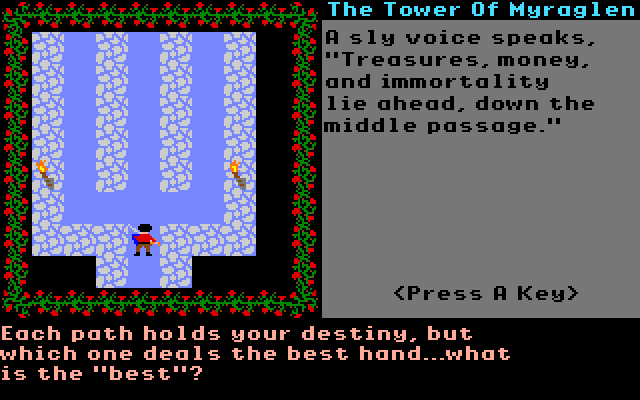 The Tower Of Myraglen
A sly voice speaks,
"Treasures, money,
and immortality
lie ahead, down the
middle passage."
<Press A Key>
Each path holds your destiny, but
which one deals the best hand...what
is the "best"?